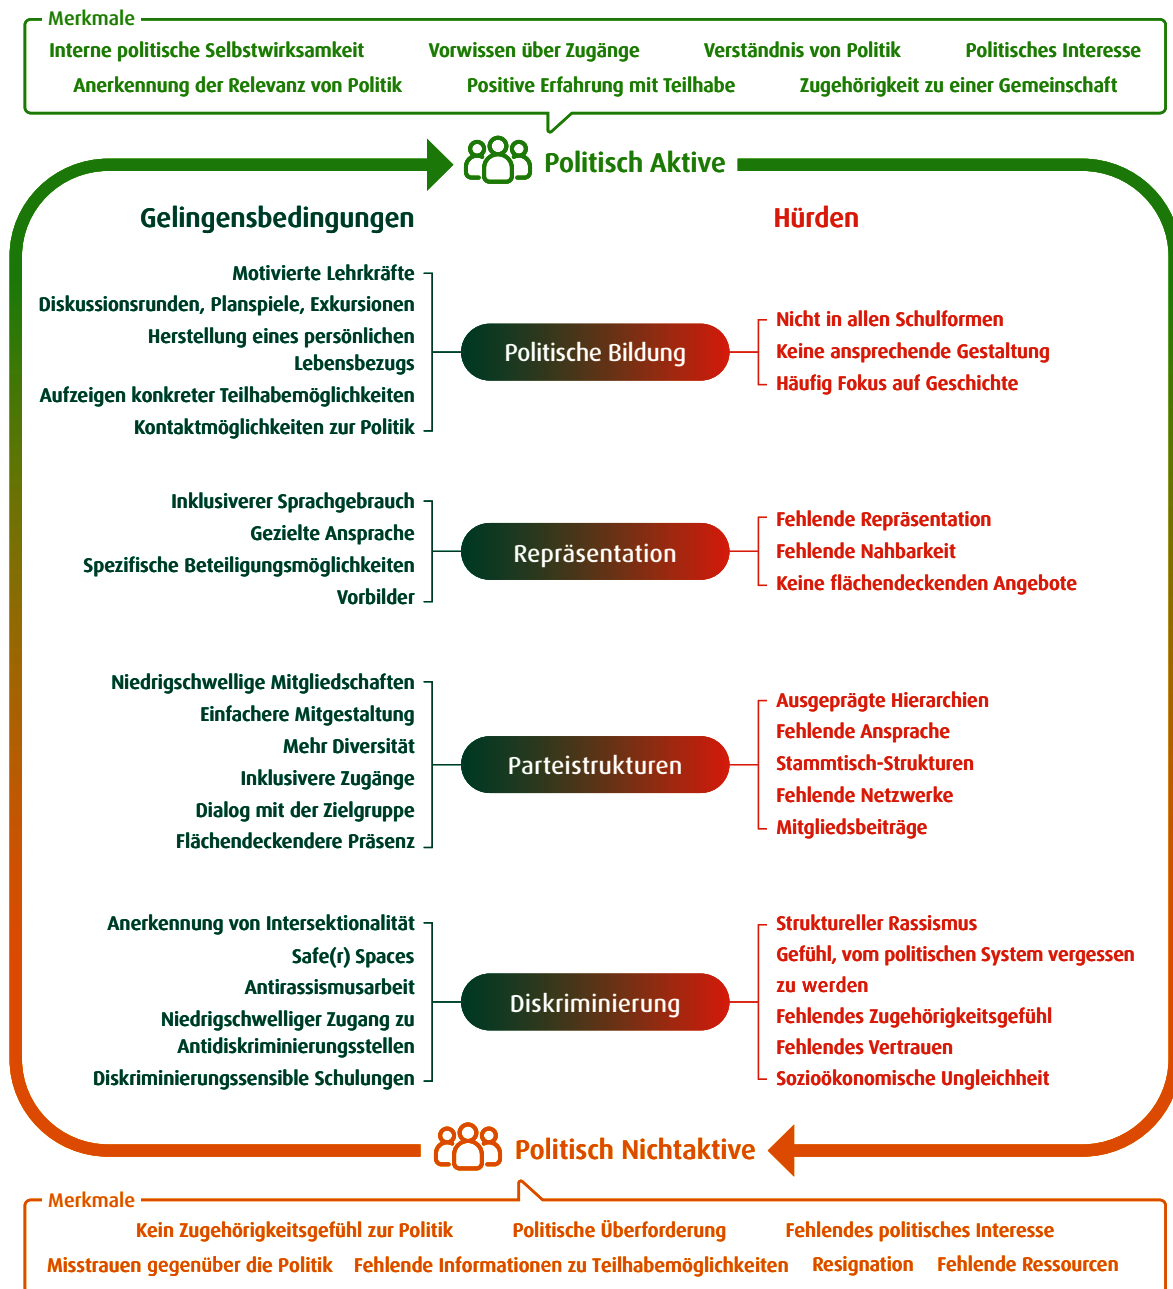 Merkmale
Interne politische Selbstwirksamkeit Vorwissen über Zugänge Verständnis von Politik Politisches Interesse
Anerkennung der Relevanz von Politik Positive Erfahrung mit Teilhabe Zugehörigkeit zu einer Gemeinschaft
Politisch Aktive
Gelingensbedingungen
Hürden
Motivierte Lehrkräfte
Diskussionsrunden, Planspiele, Exkursionen
Herstellung eines persönlichen
Lebensbezugs
Aufzeigen konkreter Teilhabemöglichkeiten
Kontaktmöglichkeiten zur Politik
Politische Bildung
Nicht in allen Schulformen
Keine ansprechende Gestaltung
Häufig Fokus auf Geschichte
Inklusiverer Sprachgebrauch
Gezielte Ansprache
Spezifische Beteiligungsmöglichkeiten
Vorbilder
Repräsentation
Fehlende Repräsentation
Fehlende Nahbarkeit
Keine flächendeckenden Angebote
Niedrigschwellige Mitgliedschaften
Einfachere Mitgestaltung
Mehr Diversität
Inklusivere Zugänge
Dialog mit der Zielgruppe
Flächendeckendere Präsenz
Parteistrukturen
Ausgeprägte Hierarchien
Fehlende Ansprache
Stammtisch-Strukturen
Fehlende Netzwerke
Mitgliedsbeiträge
Anerkennung von Intersektionalität
Safe(r) Spaces
Antirassismusarbeit
Niedrigschwelliger Zugang zu
Antidiskriminierungsstellen
Diskriminierungssensible Schulungen
Diskriminierung
Struktureller Rassismus
Gefühl, vom politischen System vergessen
zu werden
Fehlendes Zugehörigkeitsgefühl
Fehlendes Vertrauen
Sozioökonomische Ungleichheit
Politisch Nichtaktive
Merkmale
Kein Zugehörigkeitsgefühl zur Politik Politische Überforderung Fehlendes politisches Interesse
Misstrauen gegenüber die Politik Fehlende Informationen zu Teilhabemöglichkeiten Resignation Fehlende Ressourcen